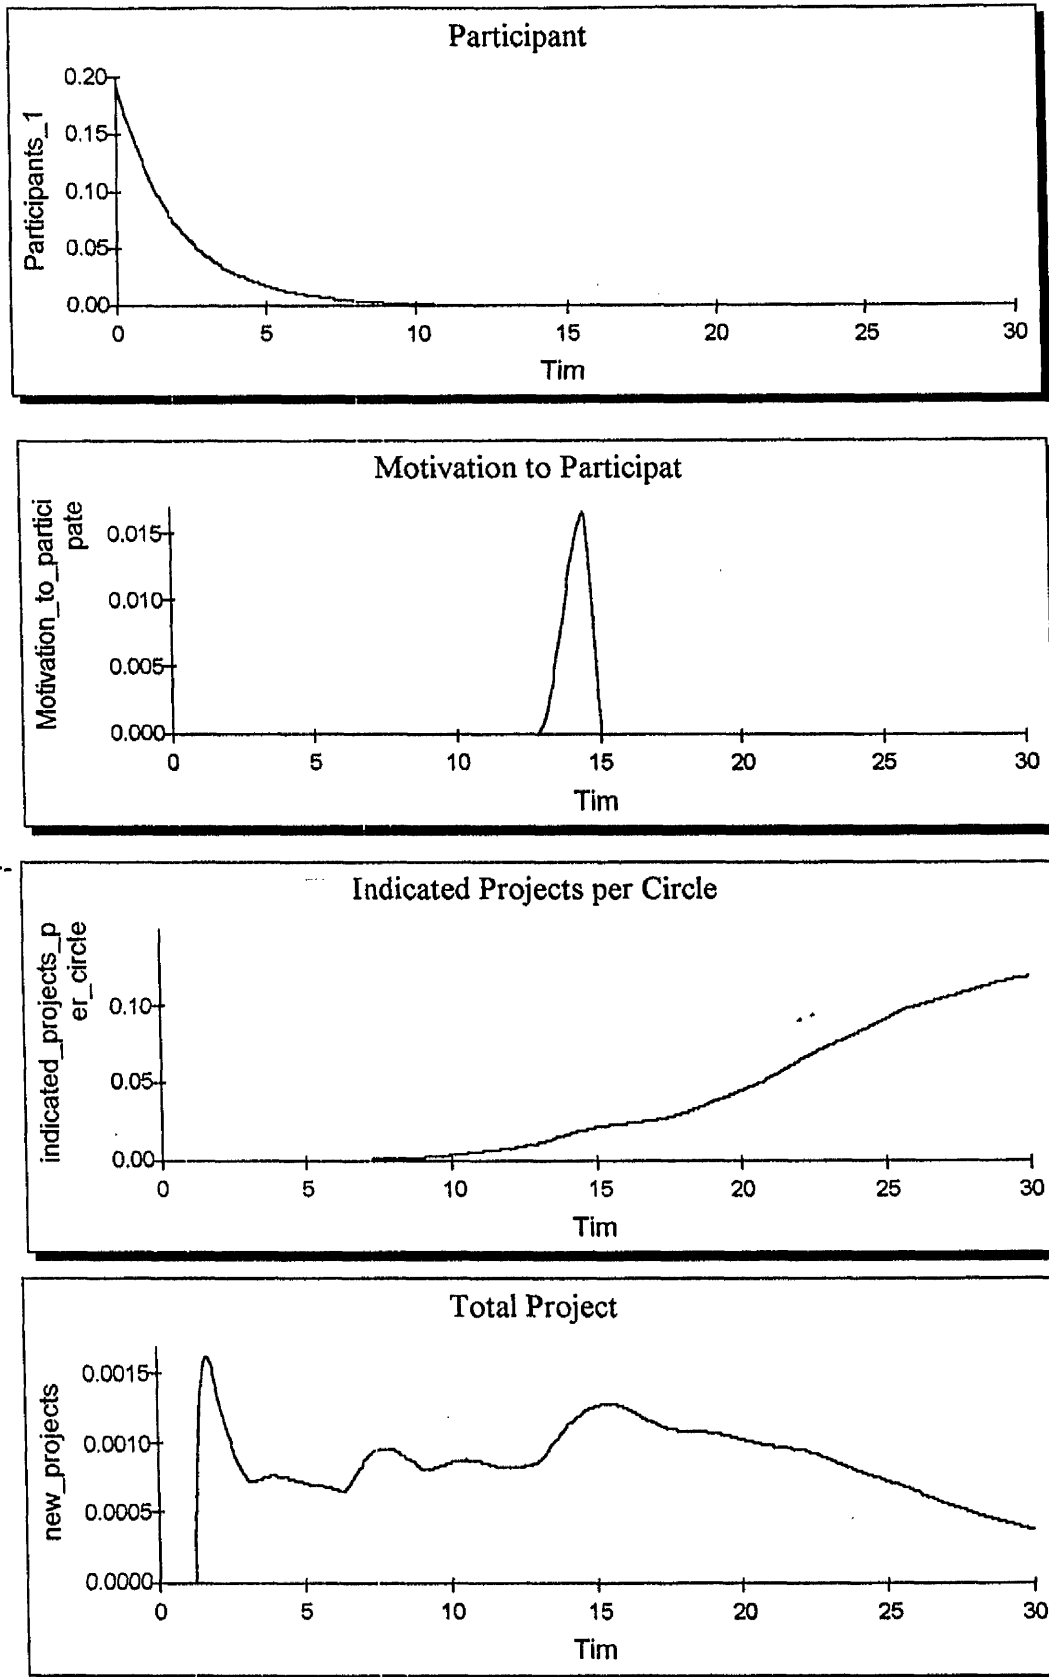 Participant
Participants_1
0.20
0.15
0.10
0.05
0.00
0 5 10 15 20 25 30
Tim
Motivation to Participat
Motivation_to_partici
pate
0.015
0.010
0.005
0.000
0 5 10 15 20 25 30
Tim
Indicated Projects per Circle
indicated_projects_p
er_circle
0.10
0.05
0.00
0 5 10 15 20 25 30
Tim
Total Project
new_projects
0.0015
0.0010
0.0005
0.0000
0 5 10 15 20 25 30
Tim